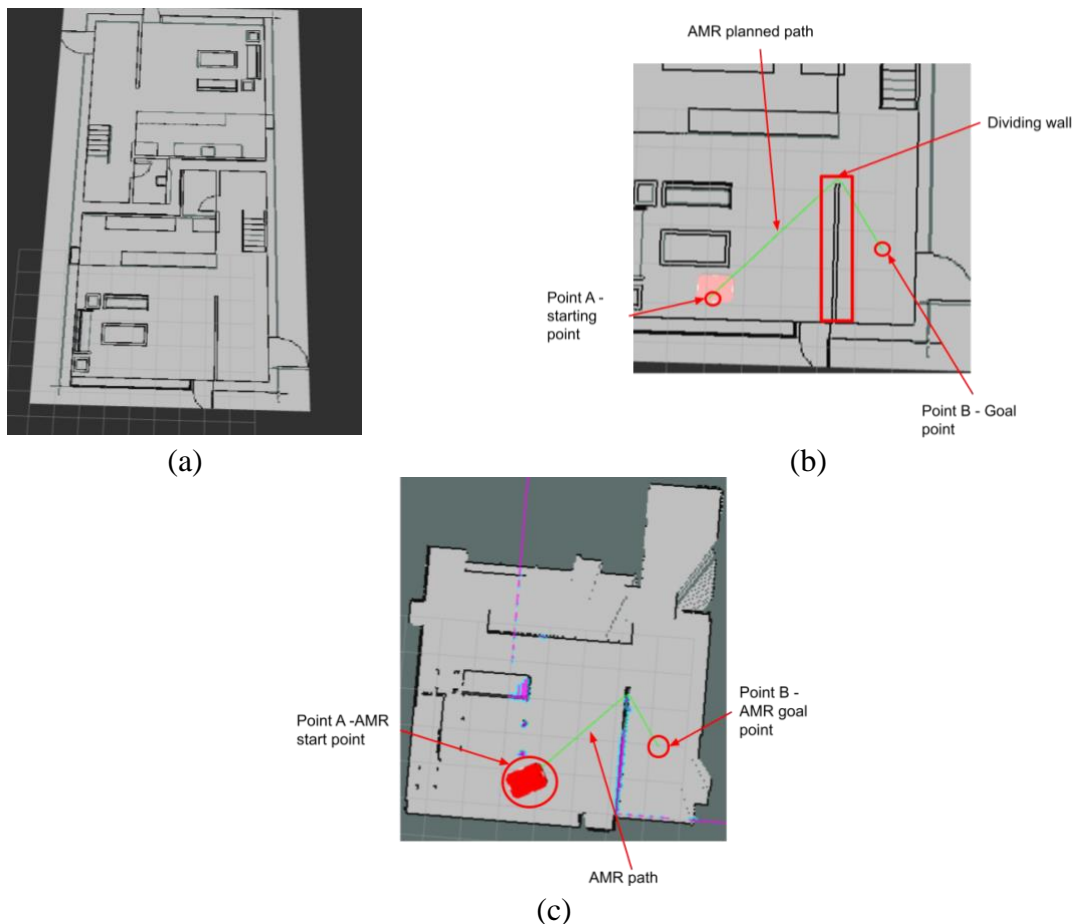 AMR planned path
Dividing wall
Point A -
starting
point
Point B - Goal
point
(a)
(b)
Point A -AMR
start point
Point B -
AMR goal
point
AMR path
(c)